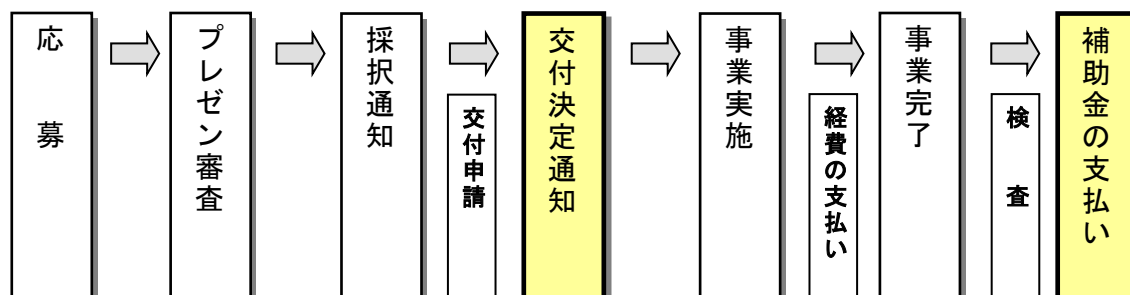 応募
プレゼン審査
採択通知
交付申請
交付決定通知
事業実施
経費の支払い
事業完了
検査
補助金の支払い